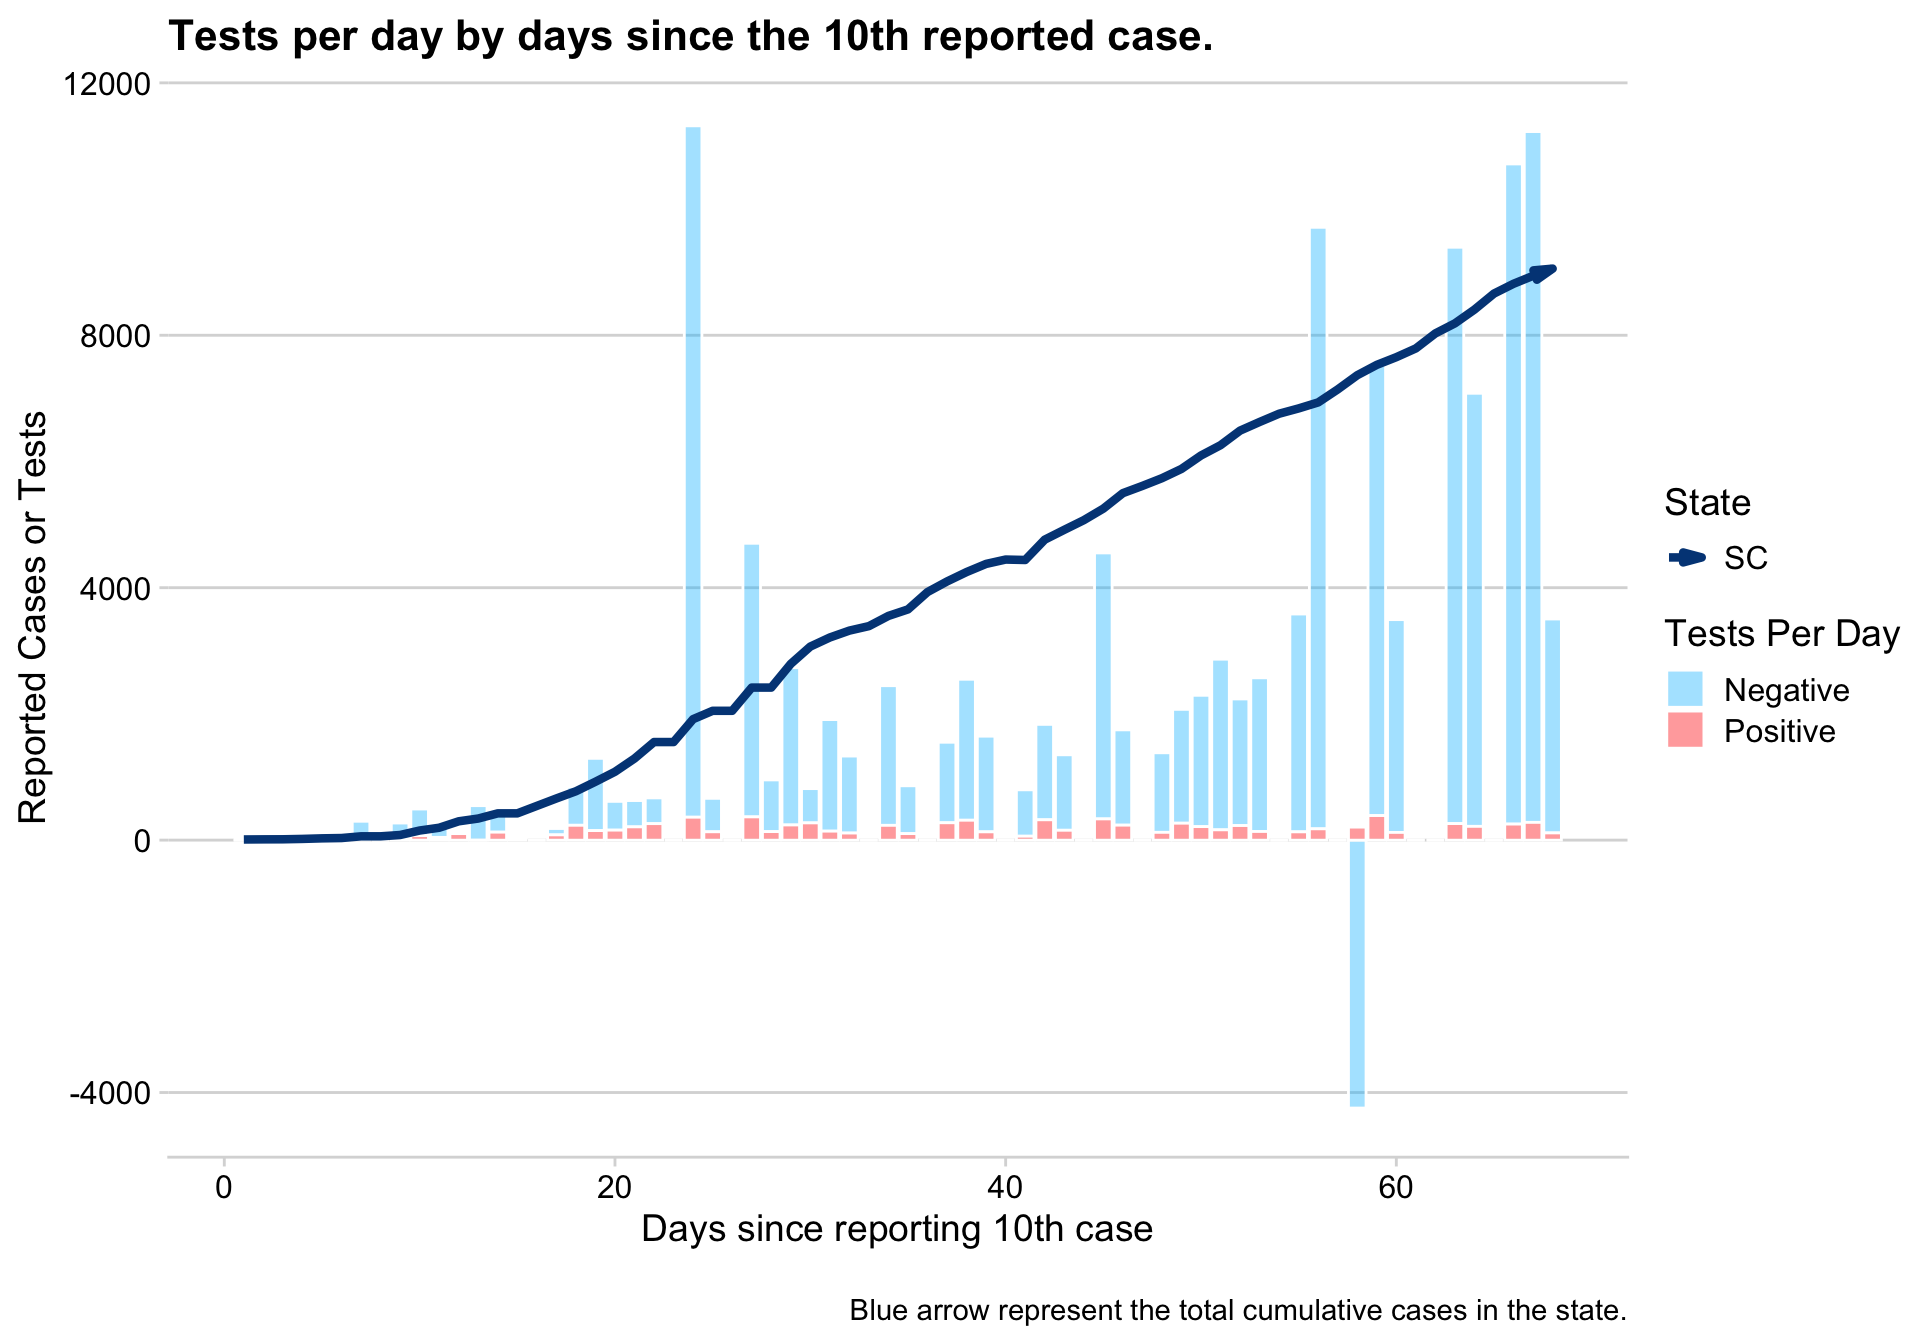 Tests per day by days since the 10th reported case.
12000
8000
4000
0
-4000
Reported Cases or Tests
0
20
40
60
Days since reporting 10th case
State
SC
Tests Per Day
Negative
Positive
Blue arrow represent the total cumulative cases in the state.